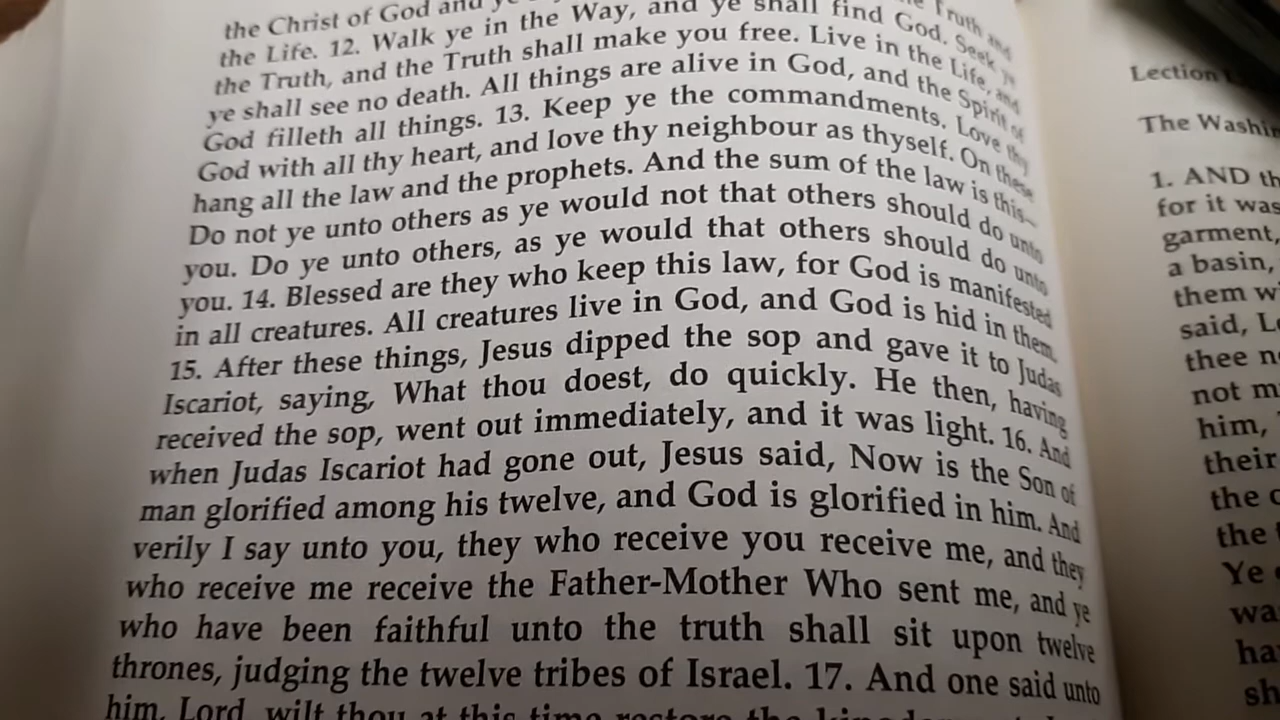 the Christ of God and
the Life. 12. Walk ye in the Way, and ye shall find God. Seek ye
the Truth, and the Truth shall make you free. Live in the Life, and
ye shall see no death. All things are alive in God, and the Spirit of
God filleth all things. 13. Keep ye the commandments. Love thy
God with all thy heart, and love thy neighbour as thyself. On these
hang all the law and the prophets. And the sum of the law is this—
Do not ye unto others as ye would not that others should do unto
you. Do ye unto others, as ye would that others should do unto
you. 14. Blessed are they who keep this law, for God is manifested
in all creatures. All creatures live in God, and God is hid in them.
15. After these things, Jesus dipped the sop and gave it to Judas
Iscariot, saying, What thou doest, do quickly. He then, having
received the sop, went out immediately, and it was light. 16. And
when Judas Iscariot had gone out, Jesus said, Now is the Son of
man glorified among his twelve, and God is glorified in him. And
verily I say unto you, they who receive you receive me, and they
who receive me receive the Father-Mother Who sent me, and ye
who have been faithful unto the truth shall sit upon twelve
thrones, judging the twelve tribes of Israel. 17. And one said unto
him, Lord, wilt thou at this time restore the
Lection
The
1. AND
for it was
garment,
a basin,
them
said,
thee
not
him,
their
the
the
Ye